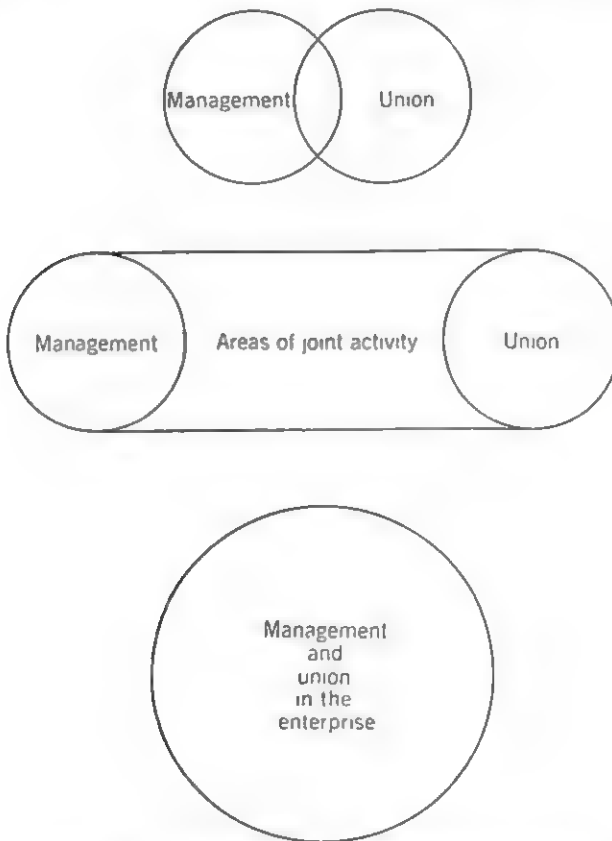 Management Union
Management Areas of joint activity Union
Management
and
union
in the
enterprise